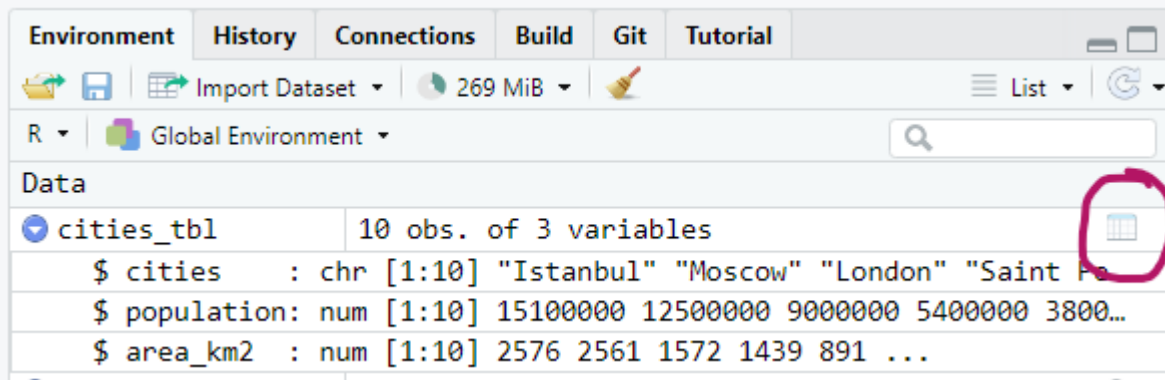 Environment History Connections Build Git Tutorial
Import Dataset 269 MiB List
R Global Environment
Data
cities_tbl 10 obs. of 3 variables
$ cities : chr [1:10] "Istanbul" "Moscow" "London" "Saint Pe…
$ population: num [1:10] 15100000 12500000 9000000 5400000 3800…
$ area_km2 : num [1:10] 2576 2561 1572 1439 891 ...